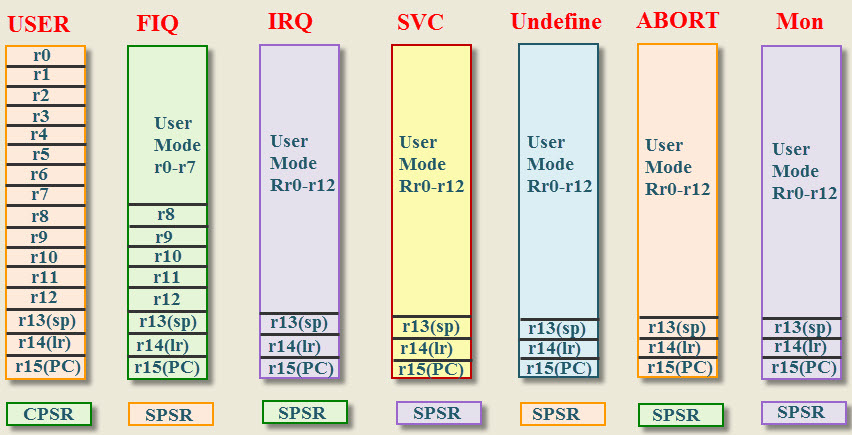 USER
r0
r1
r2
r3
r4
r5
r6
r7
r8
r9
r10
r11
r12
r13(sp)
r14(lr)
r15(PC)
CPSR
FIQ
User
Mode
r0-r7
r8
r9
r10
r11
r12
r13(sp)
r14(lr)
r15(PC)
SPSR
IRQ
User
Mode
Rr0-r12
r13(sp)
r14(lr)
r15(PC)
SPSR
SVC
User
Mode
Rr0-r12
r13(sp)
r14(lr)
r15(PC)
SPSR
Undefine
User
Mode
Rr0-r12
r13(sp)
r14(lr)
r15(PC)
SPSR
ABORT
User
Mode
Rr0-r12
r13(sp)
r14(lr)
r15(PC)
SPSR
Mon
User
Mode
Rr0-r12
r13(sp)
r14(lr)
r15(PC)
SPSR